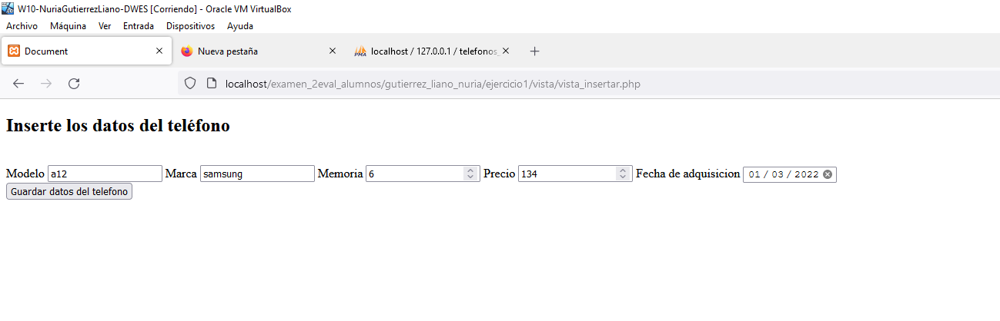 W10-NuriaGutierrezLiano-DWES [Corriendo] - Oracle VM VirtualBox
Archivo Máquina Ver Entrada Dispositivos Ayuda
Document Nueva pestaña localhost / 127.0.0.1 / telefonos_
localhost/examen_2eval_alumnos/gutierrez_liano_nuria/ejercicio1/vista/vista_insertar.php
Inserte los datos del teléfono
Modelo a12 Marca samsung Memoria 6 Precio 134 Fecha de adquisicion 01 / 03 / 2022
Guardar datos del telefono